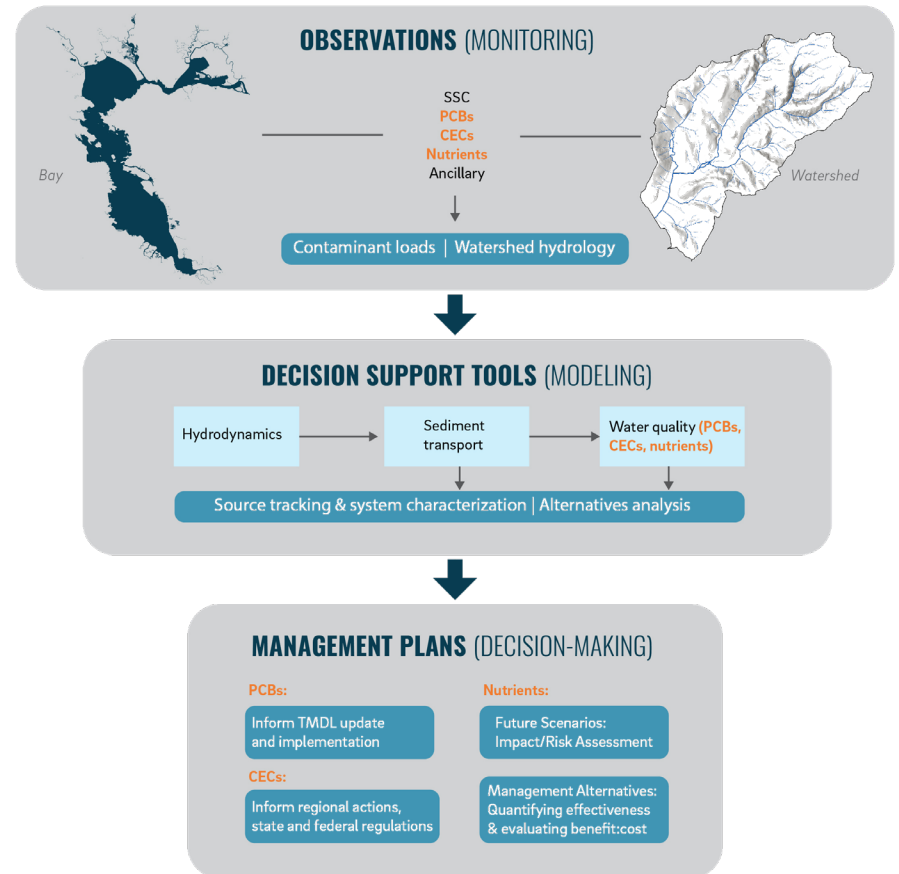 OBSERVATIONS (MONITORING)
SSC
PCBs
CECs
Nutrients
Ancillary
Bay
Watershed
Contaminant loads | Watershed hydrology
DECISION SUPPORT TOOLS (MODELING)
Hydrodynamics
Sediment
transport
Water quality (PCBs,
CECs, nutrients)
Source tracking & system characterization | Alternatives analysis
MANAGEMENT PLANS (DECISION-MAKING)
PCBs:
Inform TMDL update
and implementation
CECs:
Inform regional actions,
state and federal regulations
Nutrients:
Future Scenarios:
Impact/Risk Assessment
Management Alternatives:
Quantifying effectiveness
& evaluating benefit:cost